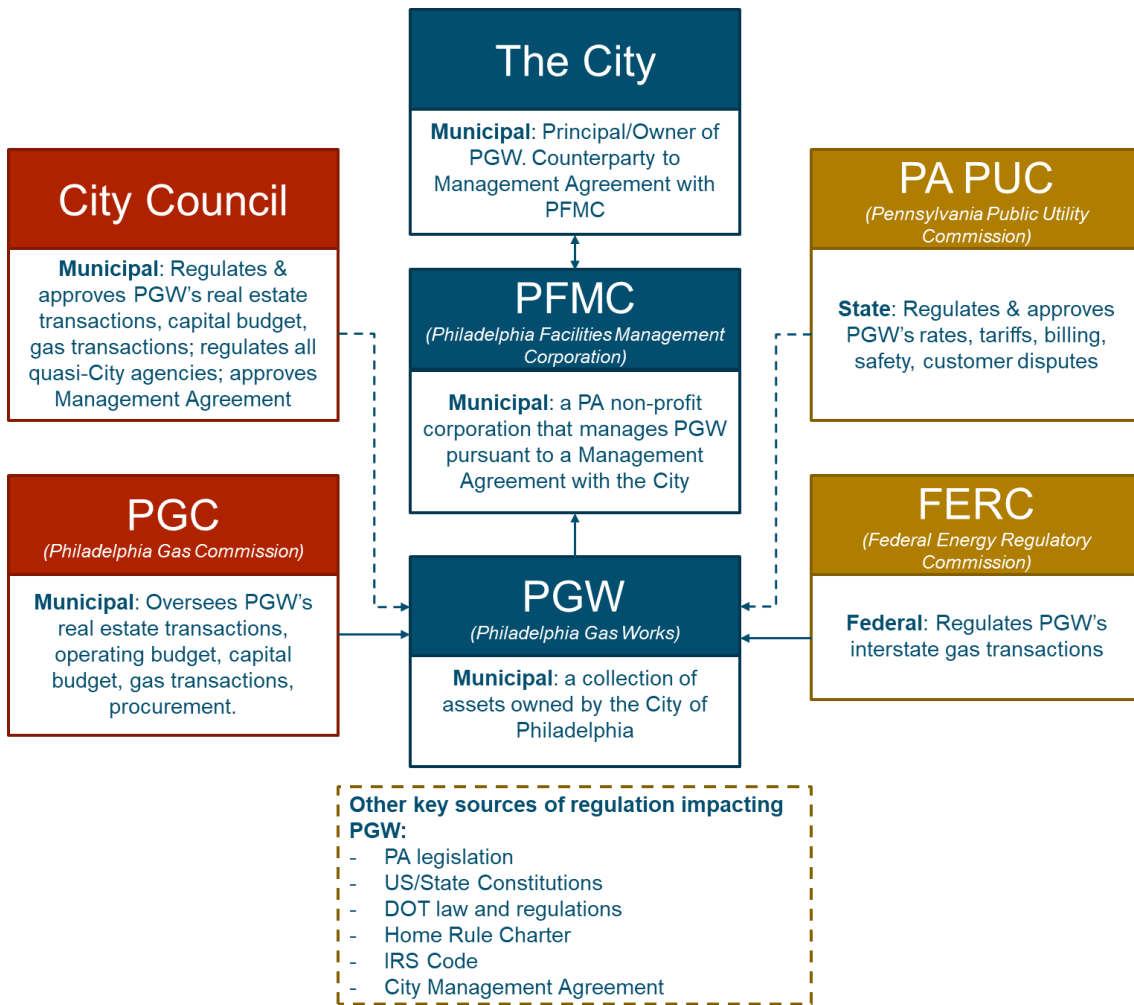 The City
Municipal: Principal/Owner of
PGW. Counterparty to
Management Agreement with
PFMC
City Council
Municipal: Regulates &
approves PGW’s real estate
transactions, capital budget,
gas transactions; regulates all
quasi-City agencies; approves
Management Agreement
PFMC
(Philadelphia Facilities Management
Corporation)
Municipal: a PA non-profit
corporation that manages PGW
pursuant to a Management
Agreement with the City
PA PUC
(Pennsylvania Public Utility
Commission)
State: Regulates & approves
PGW’s rates, tariffs, billing,
safety, customer disputes
PGC
(Philadelphia Gas Commission)
Municipal: Oversees PGW’s
real estate transactions,
operating budget, capital
budget, gas transactions,
procurement.
PGW
(Philadelphia Gas Works)
Municipal: a collection of
assets owned by the City of
Philadelphia
FERC
(Federal Energy Regulatory
Commission)
Federal: Regulates PGW’s
interstate gas transactions
Other key sources of regulation impacting
PGW:
- PA legislation
- US/State Constitutions
- DOT law and regulations
- Home Rule Charter
- IRS Code
- City Management Agreement